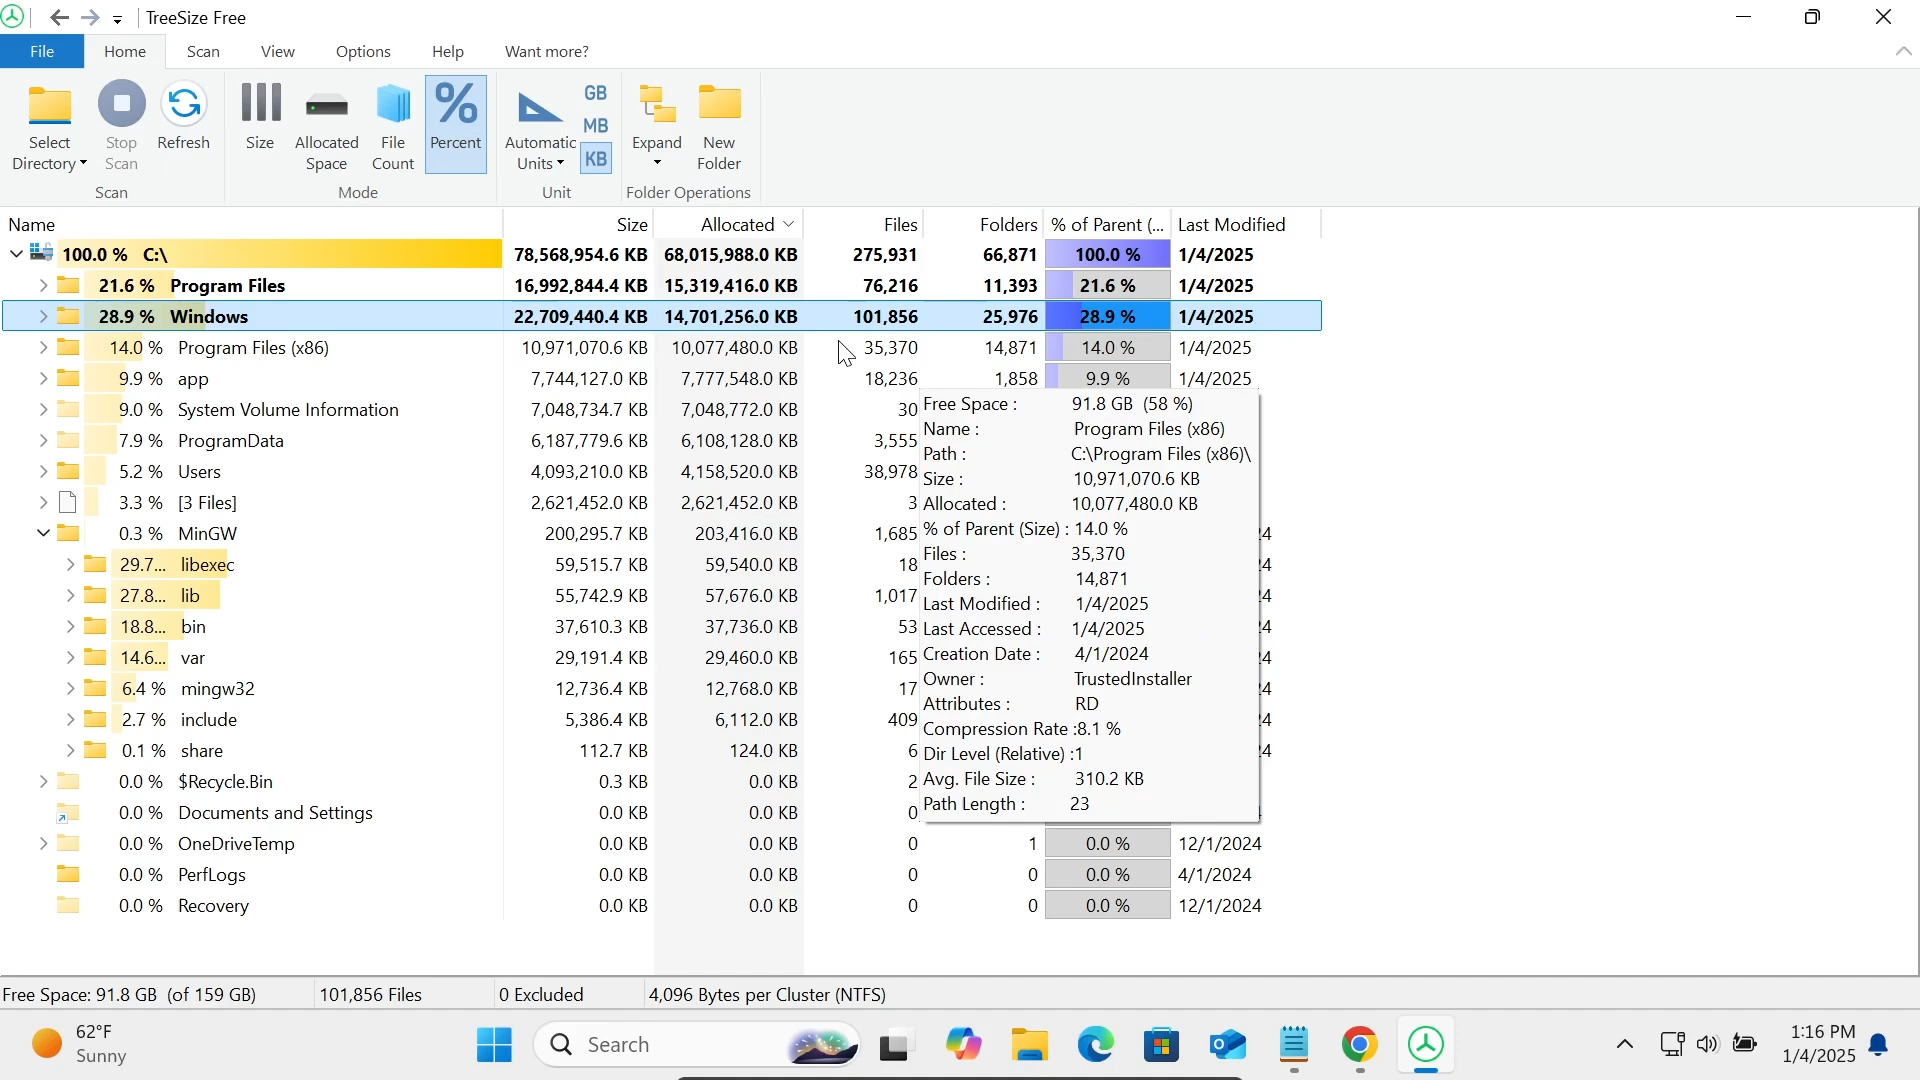 TreeSize Free
File Home Scan View Options Help Want more?
GB
MB
KB
Select Directory
Stop Scan
Refresh
Size
Allocated Space
File Count
Percent
Automatic Units
Expand
New Folder
Scan Mode Unit Folder Operations
Name Size Allocated Files Folders % of Parent (... Last Modified
100.0 % C:\ 78,568,954.6 KB 68,015,988.0 KB 275,931 66,871 100.0 % 1/4/2025
21.6 % Program Files 16,992,844.4 KB 15,319,416.0 KB 76,216 11,393 21.6 % 1/4/2025
28.9 % Windows 22,709,440.4 KB 14,701,256.0 KB 101,856 25,976 28.9 % 1/4/2025
14.0 % Program Files (x86) 10,971,070.6 KB 10,077,480.0 KB 35,370 14,871 14.0 % 1/4/2025
9.9 % app 7,744,127.0 KB 7,777,548.0 KB 18,236 1,858 9.9 % 1/4/2025
9.0 % System Volume Information 7,048,734.7 KB 7,048,772.0 KB 30
7.9 % ProgramData 6,187,779.6 KB 6,108,128.0 KB 3,555
5.2 % Users 4,093,210.0 KB 4,158,520.0 KB 38,978
3.3 % [3 Files] 2,621,452.0 KB 2,621,452.0 KB 3
0.3 % MinGW 200,295.7 KB 203,416.0 KB 1,685
29.7... libexec 59,515.7 KB 59,540.0 KB 18
27.8... lib 55,742.9 KB 57,676.0 KB 1,017
18.8... bin 37,610.3 KB 37,736.0 KB 53
14.6... var 29,191.4 KB 29,460.0 KB 165
6.4 % mingw32 12,736.4 KB 12,768.0 KB 17
2.7 % include 5,386.4 KB 6,112.0 KB 409
0.1 % share 112.7 KB 124.0 KB 6
0.0 % $Recycle.Bin 0.3 KB 0.0 KB 2
0.0 % Documents and Settings 0.0 KB 0.0 KB 0
0.0 % OneDriveTemp 0.0 KB 0.0 KB 0 1 0.0 % 12/1/2024
0.0 % PerfLogs 0.0 KB 0.0 KB 0 0 0.0 % 4/1/2024
0.0 % Recovery 0.0 KB 0.0 KB 0 0 0.0 % 12/1/2024
Free Space : 91.8 GB (58 %)
Name : Program Files (x86)
Path : C:\Program Files (x86)\
Size : 10,971,070.6 KB
Allocated : 10,077,480.0 KB
% of Parent (Size) : 14.0 %
Files : 35,370
Folders : 14,871
Last Modified : 1/4/2025
Last Accessed : 1/4/2025
Creation Date : 4/1/2024
Owner : TrustedInstaller
Attributes : RD
Compression Rate :8.1 %
Dir Level (Relative) :1
Avg. File Size : 310.2 KB
Path Length : 23
Free Space: 91.8 GB (of 159 GB) 101,856 Files 0 Excluded 4,096 Bytes per Cluster (NTFS)
62°F
Sunny
Search
1:16 PM
1/4/2025